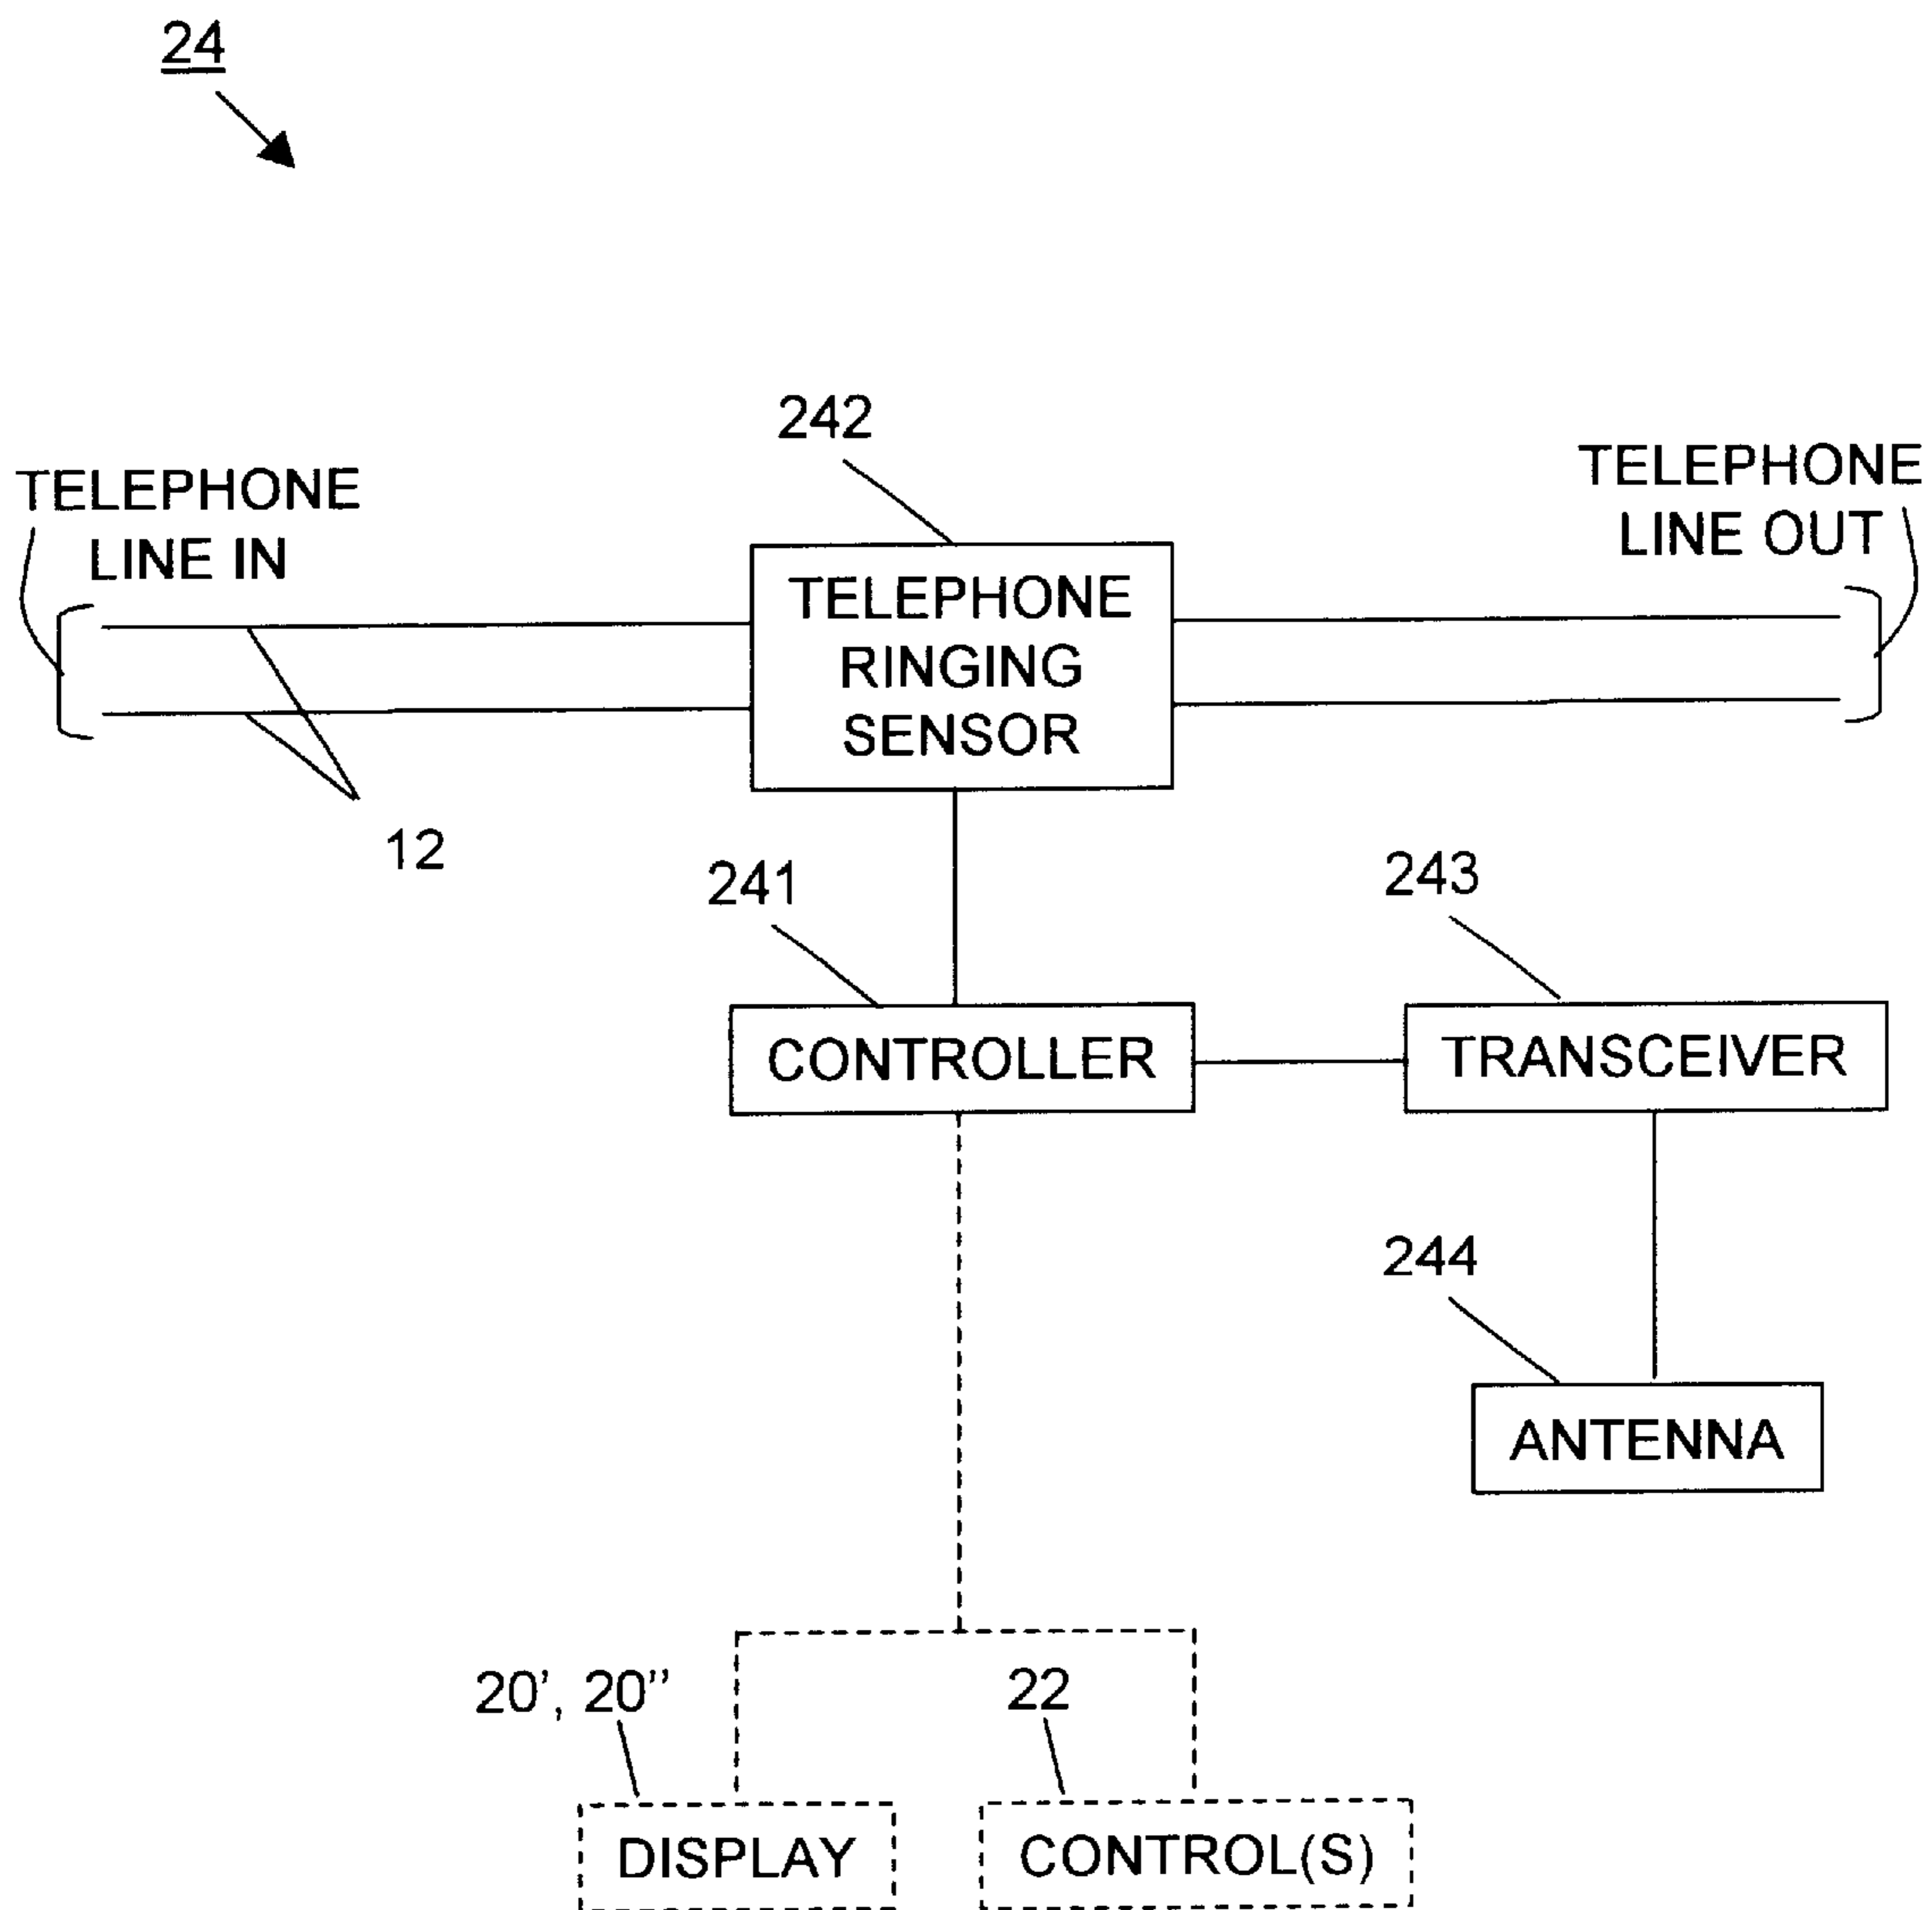 24
242
TELEPHONE
LINE IN
TELEPHONE
LINE OUT
TELEPHONE
RINGING
SENSOR
12
241
243
CONTROLLER
TRANSCEIVER
244
ANTENNA
20', 20"
22
DISPLAY
CONTROL(S)